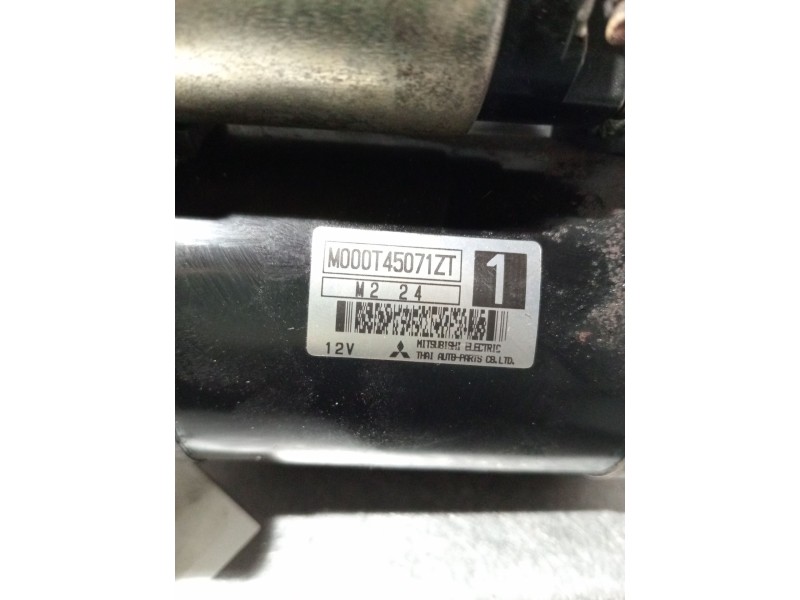 M000T45071ZT
1
M2 24
12V
MITSUBISHI ELECTRIC
THAI AUTO-PARTS CO.,LTD.